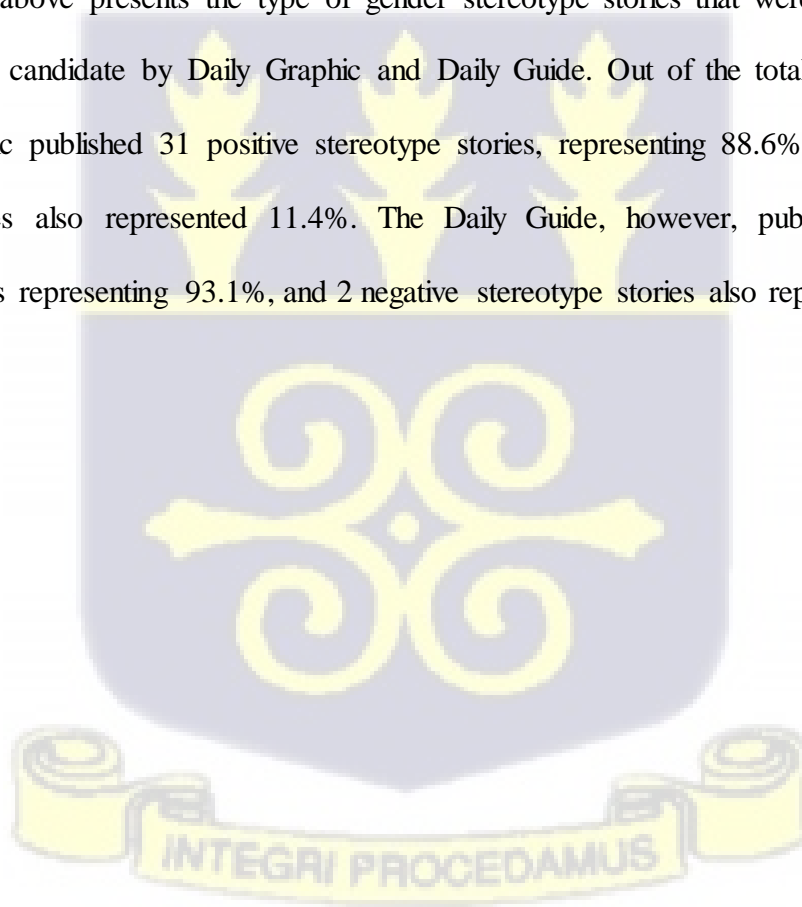 above presents the type of gender stereotype stories that were
candidate by Daily Graphic and Daily Guide. Out of the total
c published 31 positive stereotype stories, representing 88.6%
es also represented 11.4%. The Daily Guide, however, pub
s representing 93.1%, and 2 negative stereotype stories also rep
INTEGRI PROCEDAMUS